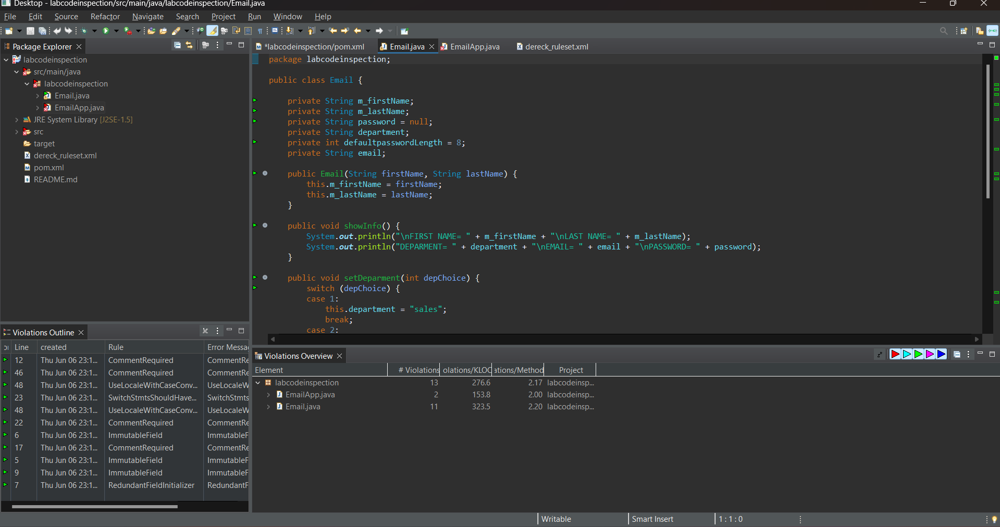 Desktop - labcodeinspection/src/main/java/labcodeinspection/Email.java
File Edit Source Refactor Navigate Search Project Run Window Help
Package Explorer
labcodeinspection
src/main/java
labcodeinspection
Email.java
EmailApp.java
JRE System Library [J2SE-1.5]
src
target
dereck_ruleset.xml
pom.xml
README.md
*labcodeinspection/pom.xml Email.java EmailApp.java dereck_ruleset.xml
package labcodeinspection;
public class Email {
private String m_firstName;
private String m_lastName;
private String password = null;
private String department;
private int defaultpasswordLength = 8;
private String email;
public Email(String firstName, String lastName) {
this.m_firstName = firstName;
this.m_lastName = lastName;
}
public void showInfo() {
System.out.println("\nFIRST NAME= " + m_firstName + "\nLAST NAME= " + m_lastName);
System.out.println("DEPARMENT= " + department + "\nEMAIL= " + email + "\nPASSWORD= " + password);
}
public void setDeparment(int depChoice) {
switch (depChoice) {
case 1:
this.department = "sales";
break;
case 2:
Violations Outline
Line created Rule Error Messa
12 Thu Jun 06 23:1... CommentRequired CommentRe
46 Thu Jun 06 23:1... CommentRequired CommentRe
48 Thu Jun 06 23:1... UseLocaleWithCaseConv... UseLocaleW
23 Thu Jun 06 23:1... SwitchStmtsShouldHave... SwitchStmts
48 Thu Jun 06 23:1... UseLocaleWithCaseConv... UseLocaleW
22 Thu Jun 06 23:1... CommentRequired CommentRe
6 Thu Jun 06 23:1... ImmutableField ImmutableF
17 Thu Jun 06 23:1... CommentRequired CommentRe
5 Thu Jun 06 23:1... ImmutableField ImmutableF
9 Thu Jun 06 23:1... ImmutableField ImmutableF
7 Thu Jun 06 23:1... RedundantFieldInitializer RedundantF
Violations Overview
Element # Violations olations/KLOC ations/Method Project
labcodeinspection 13 276.6 2.17 labcodeinsp...
EmailApp.java 2 153.8 2.00 labcodeinsp...
Email.java 11 323.5 2.20 labcodeinsp...
Writable Smart Insert 1 : 1 : 0